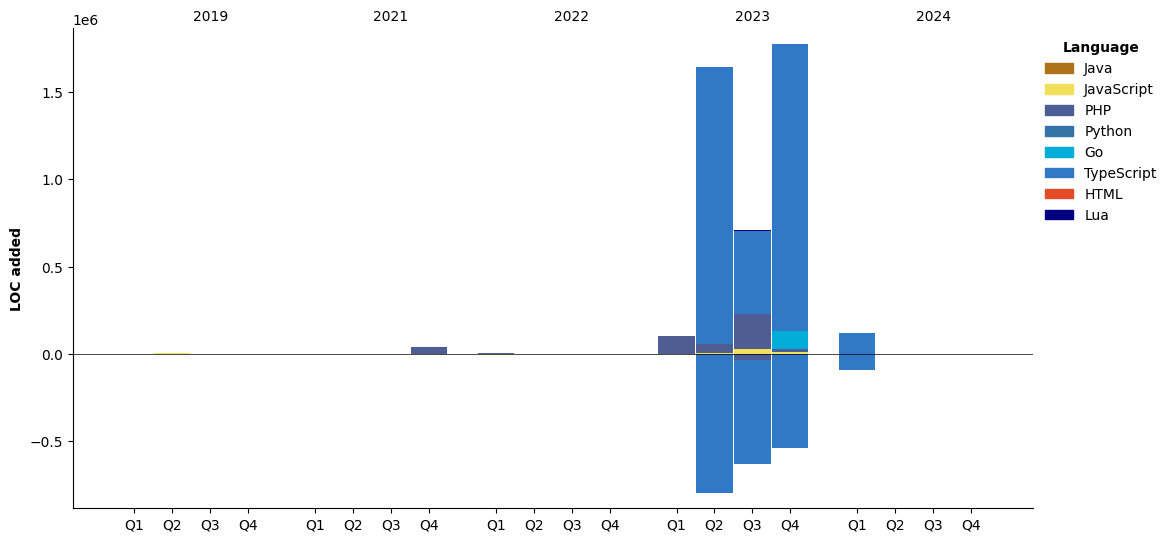 1e6
2019 2021 2022 2023 2024
Language
Java
JavaScript
PHP
Python
Go
TypeScript
HTML
Lua
LOC added
1.5
1.0
0.5
0.0
−0.5
Q1 Q2 Q3 Q4 Q1 Q2 Q3 Q4 Q1 Q2 Q3 Q4 Q1 Q2 Q3 Q4 Q1 Q2 Q3 Q4